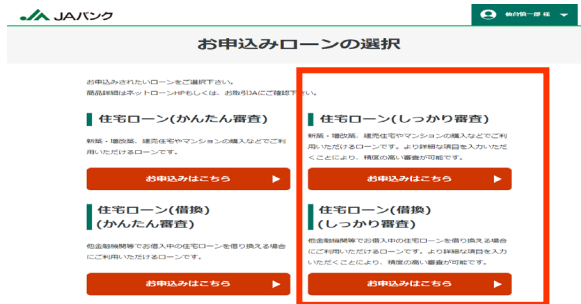 JAバンク
仙台信一郎 様
お申込みローンの選択
お申込みされたいローンをご選択下さい。
商品詳細はネットローンHPもしくは、お取引JAにご確認下さい。
住宅ローン(かんたん審査)
新築・増改築、建売住宅やマンションの購入などでご利
用いただけるローンです。
お申込みはこちら
住宅ローン(しっかり審査)
新築・増改築、建売住宅やマンションの購入などでご利
用いただけるローンです。より詳細な項目を入力いただ
くことにより、精度の高い審査が可能です。
お申込みはこちら
住宅ローン(借換)
(かんたん審査)
他金融機関等でお借入中の住宅ローンを借り換える場合
にご利用いただけるローンです。
お申込みはこちら
住宅ローン(借換)
(しっかり審査)
他金融機関等でお借入中の住宅ローンを借り換える場合
にご利用いただけるローンです。より詳細な項目を入力
いただくことにより、精度の高い審査が可能です。
お申込みはこちら